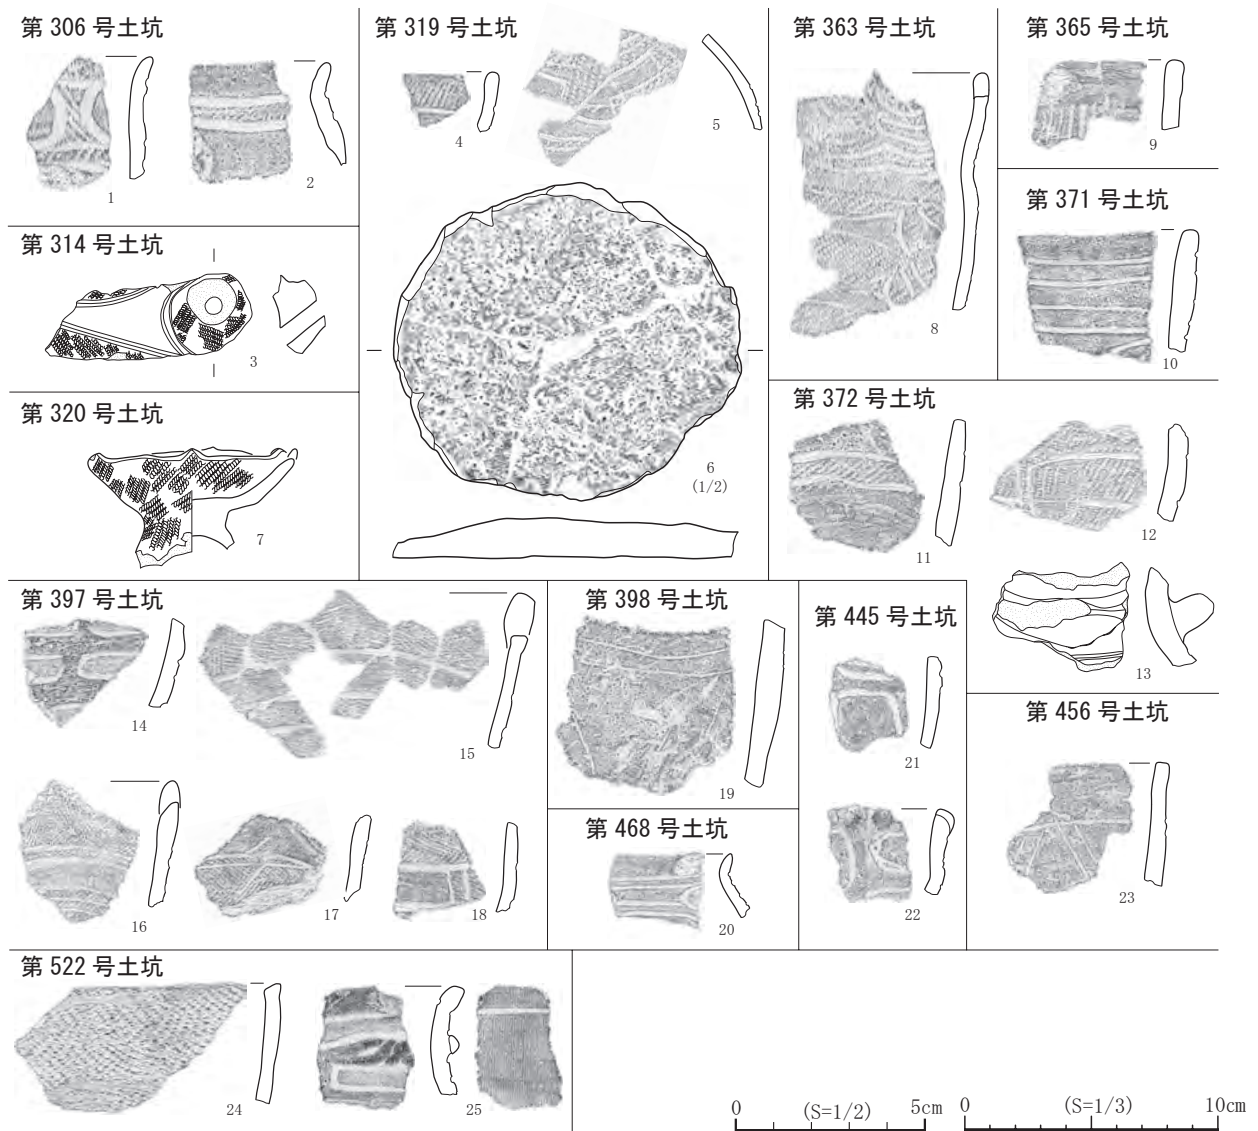 第 306 号土坑
1
2
第 314 号土坑
3
第 320 号土坑
7
第 319 号土坑
4
5
6
(1/2)
第 363 号土坑
8
第 365 号土坑
9
第 371 号土坑
10
第 372 号土坑
11
12
13
第 397 号土坑
14
15
16
17
18
第 398 号土坑
19
第 468 号土坑
20
第 445 号土坑
21
22
第 456 号土坑
23
第 522 号土坑
24
25
0 (S=1/2) 5cm
0 (S=1/3) 10cm